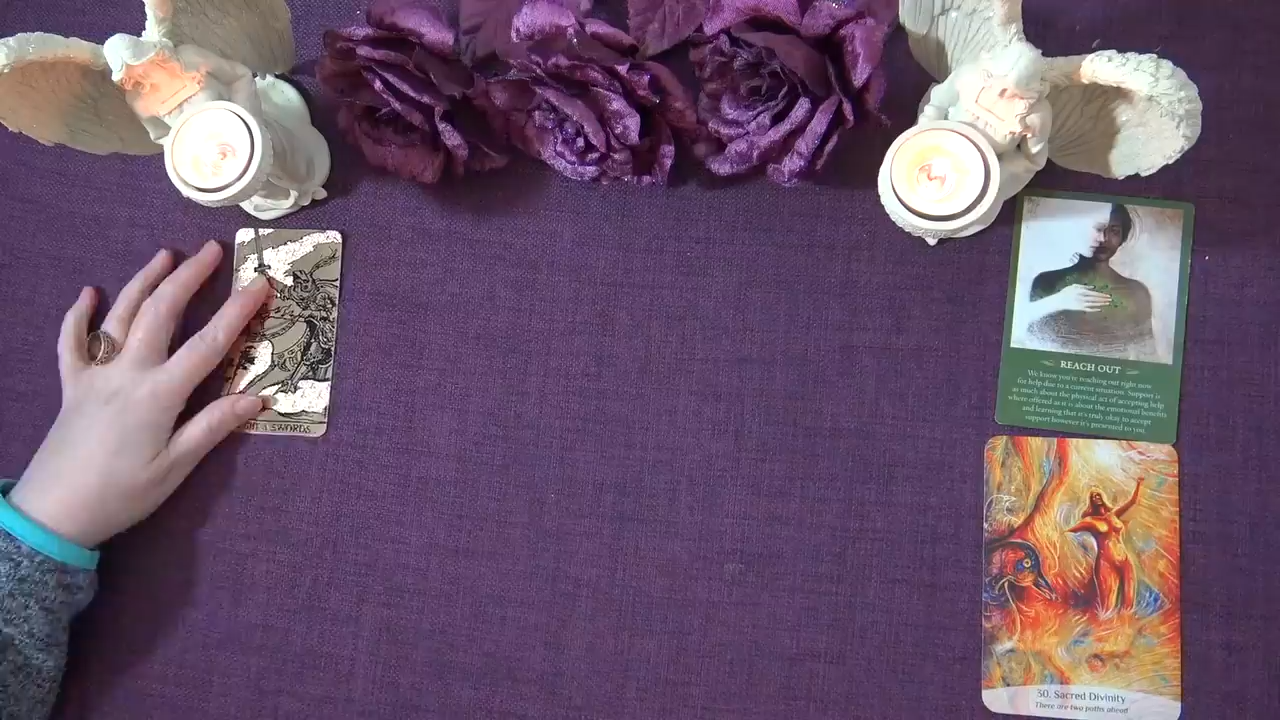 SWORDS.
REACH OUT
We know you're reaching out right now
for help due to a current situation. Support is
as much about the physical act of accepting help
where offered as it is about the emotional benefits
and learning that it's truly okay to accept
support however it's presented to you.
30. Sacred Divinity
There are two paths ahead